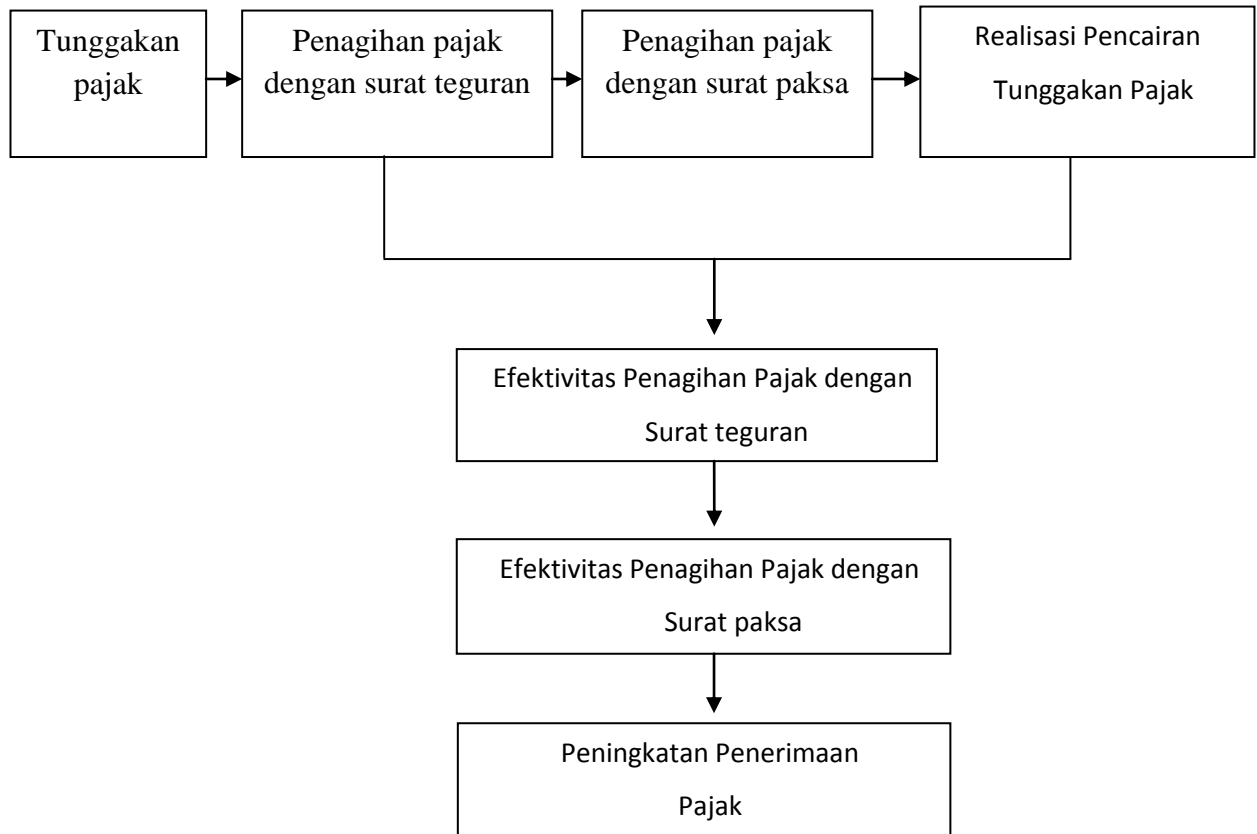 Tunggakan
pajak
Penagihan pajak
dengan surat teguran
Penagihan pajak
dengan surat paksa
Realisasi Pencairan
Tunggakan Pajak
Efektivitas Penagihan Pajak dengan
Surat teguran
Efektivitas Penagihan Pajak dengan
Surat paksa
Peningkatan Penerimaan
Pajak